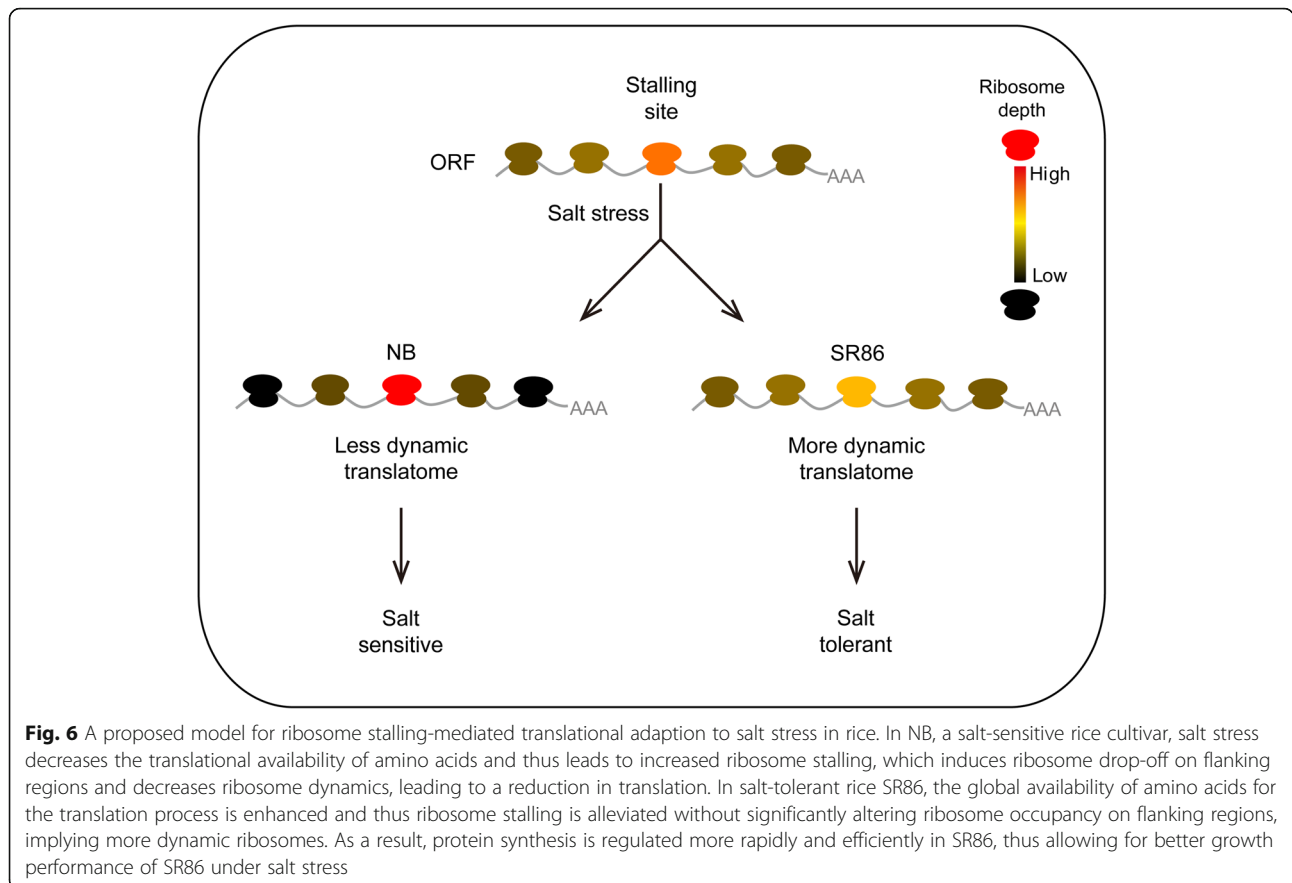 Stalling
site
Ribosome
depth
ORF
AAA
High
Salt stress
Low
NB
SR86
AAA
AAA
Less dynamic
translatome
More dynamic
translatome
Salt
sensitive
Salt
tolerant
Fig. 6 A proposed model for ribosome stalling-mediated translational adaption to salt stress in rice. In NB, a salt-sensitive rice cultivar, salt stress
decreases the translational availability of amino acids and thus leads to increased ribosome stalling, which induces ribosome drop-off on flanking
regions and decreases ribosome dynamics, leading to a reduction in translation. In salt-tolerant rice SR86, the global availability of amino acids for
the translation process is enhanced and thus ribosome stalling is alleviated without significantly altering ribosome occupancy on flanking regions,
implying more dynamic ribosomes. As a result, protein synthesis is regulated more rapidly and efficiently in SR86, thus allowing for better growth
performance of SR86 under salt stress